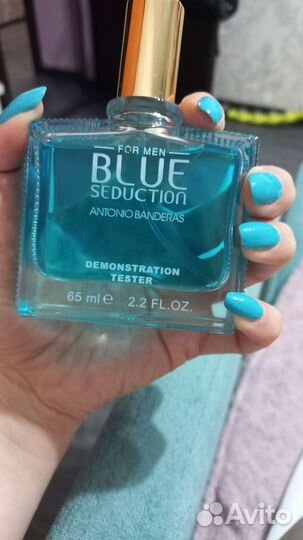 FOR MEN
BLUE
SEDUCTION
ANTONIO BANDERAS
DEMONSTRATION
TESTER
65 ml ℮ 2.2 FL.OZ.
Avito